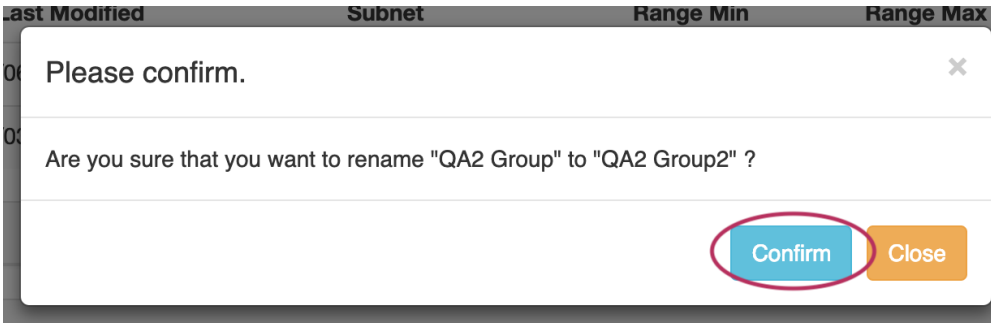 Last Modified Subnet Range Min Range Max
Please confirm. ×
Are you sure that you want to rename "QA2 Group" to "QA2 Group2" ?
Confirm Close